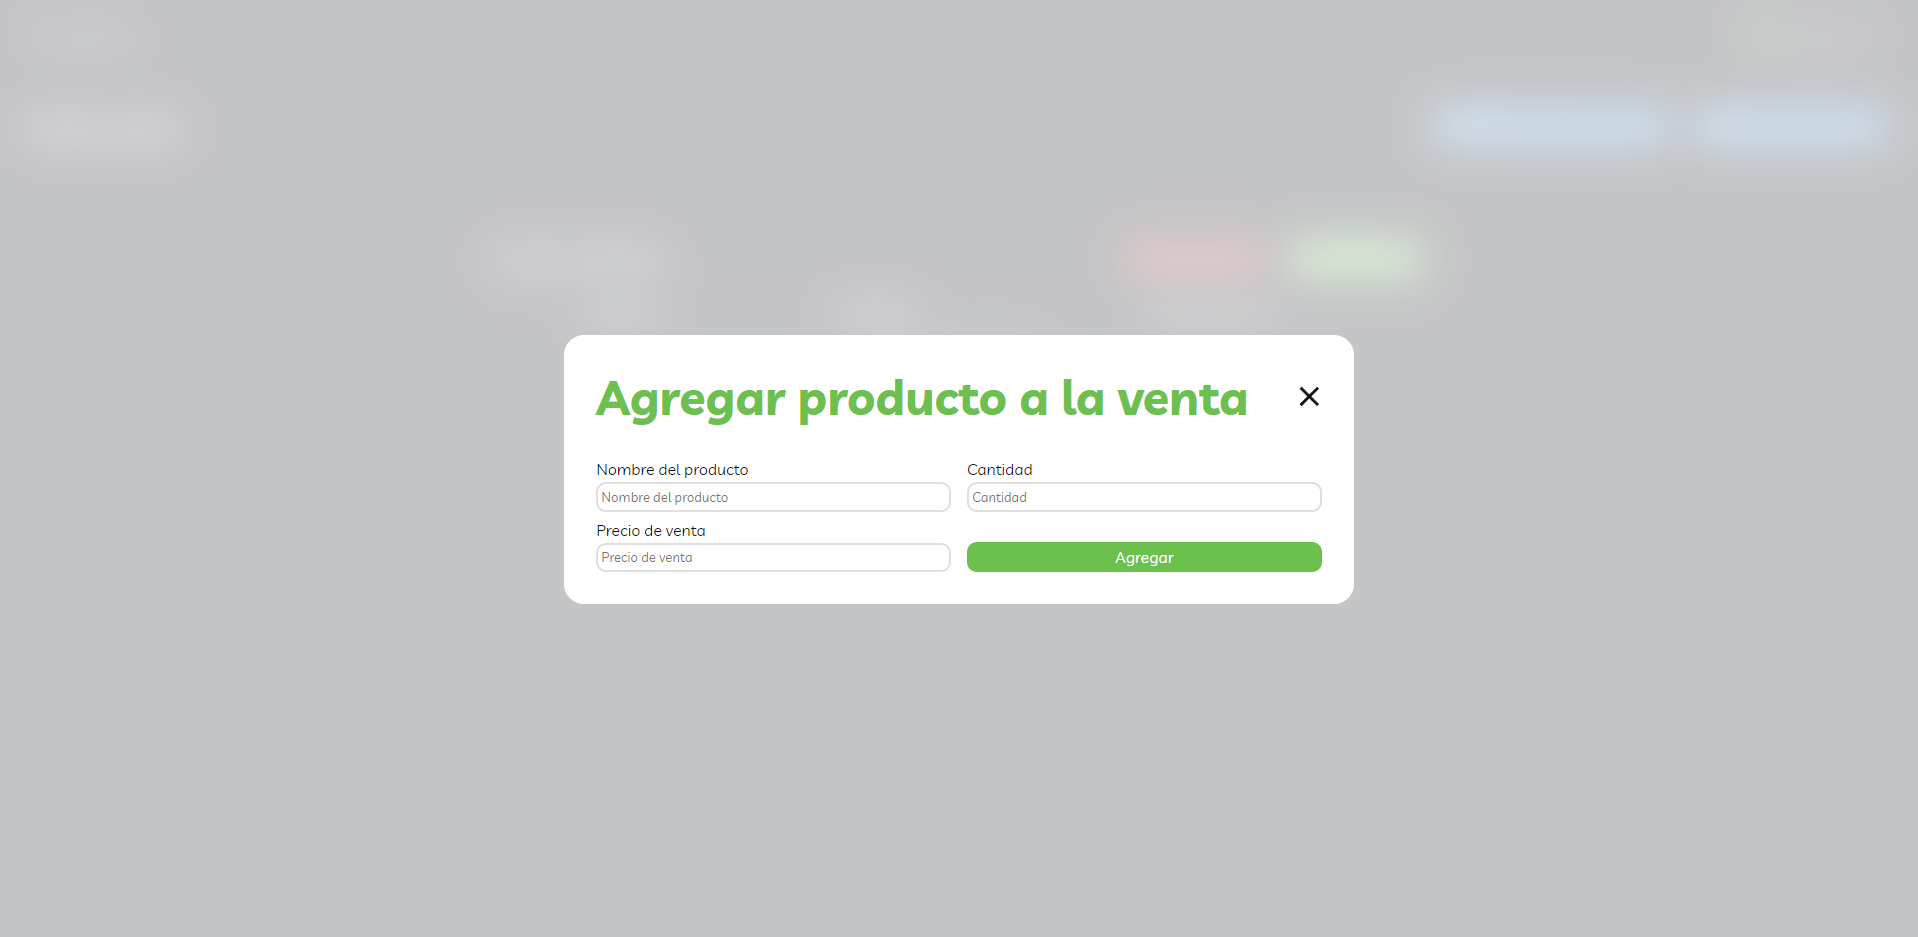 Agregar producto a la venta
Nombre del producto
Cantidad
Nombre del producto
Cantidad
Precio de venta
Precio de venta
Agregar